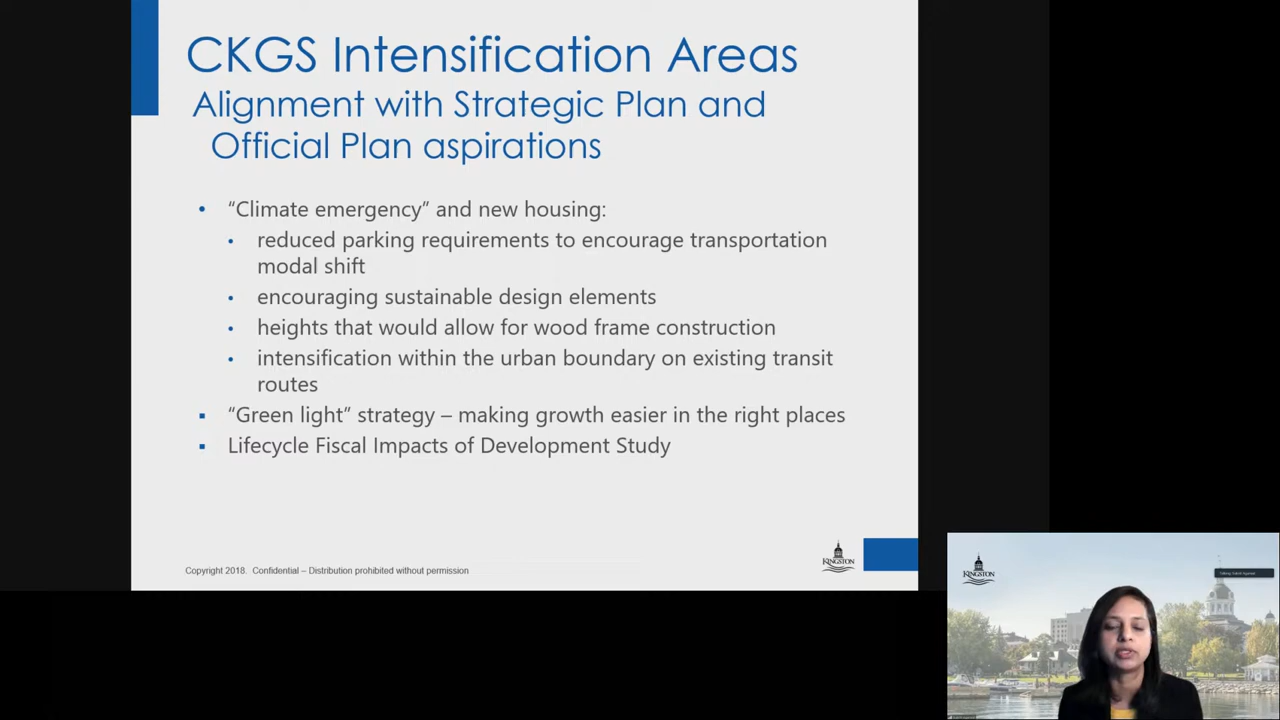 CKGS Intensification Areas
Alignment with Strategic Plan and
Official Plan aspirations
• “Climate emergency” and new housing:
• reduced parking requirements to encourage transportation
modal shift
• encouraging sustainable design elements
• heights that would allow for wood frame construction
• intensification within the urban boundary on existing transit
routes
▪ “Green light” strategy – making growth easier in the right places
▪ Lifecycle Fiscal Impacts of Development Study
Copyright 2018. Confidential – Distribution prohibited without permission
KINGSTON
KINGSTON